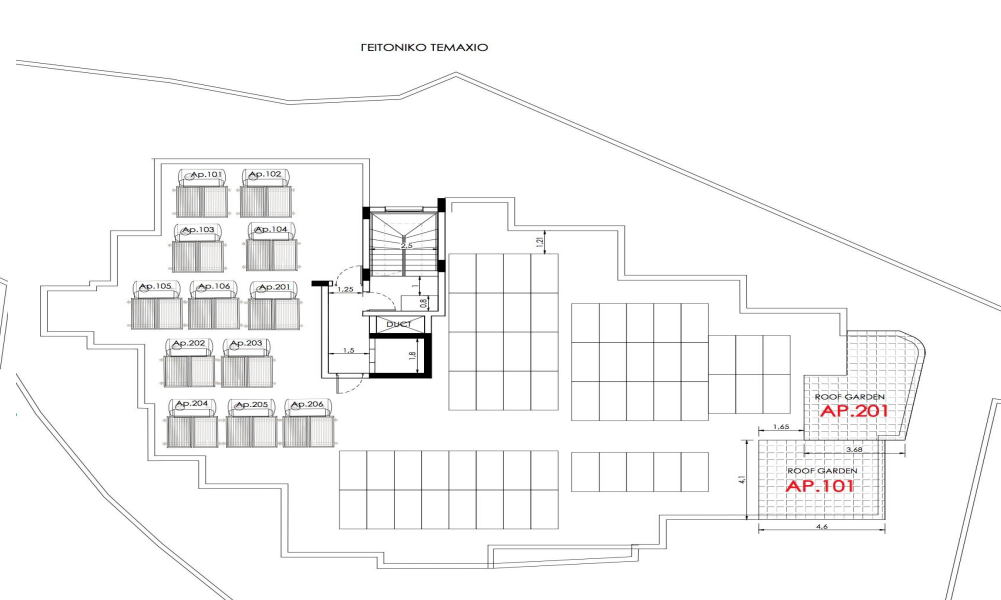 ΓΕΙΤΟΝΙΚΟ ΤΕΜΑΧΙΟ
Ap.101
Ap.102
Ap.103
Ap.104
2,5
1,21
Ap.105
Ap.106
Ap.201
1,25
1
0,8
DUCT
Ap.202
Ap.203
1,5
1,8
Ap.204
Ap.205
Ap.206
ROOF GARDEN
AP.201
1,65
3,68
ROOF GARDEN
AP.101
4,1
4,6